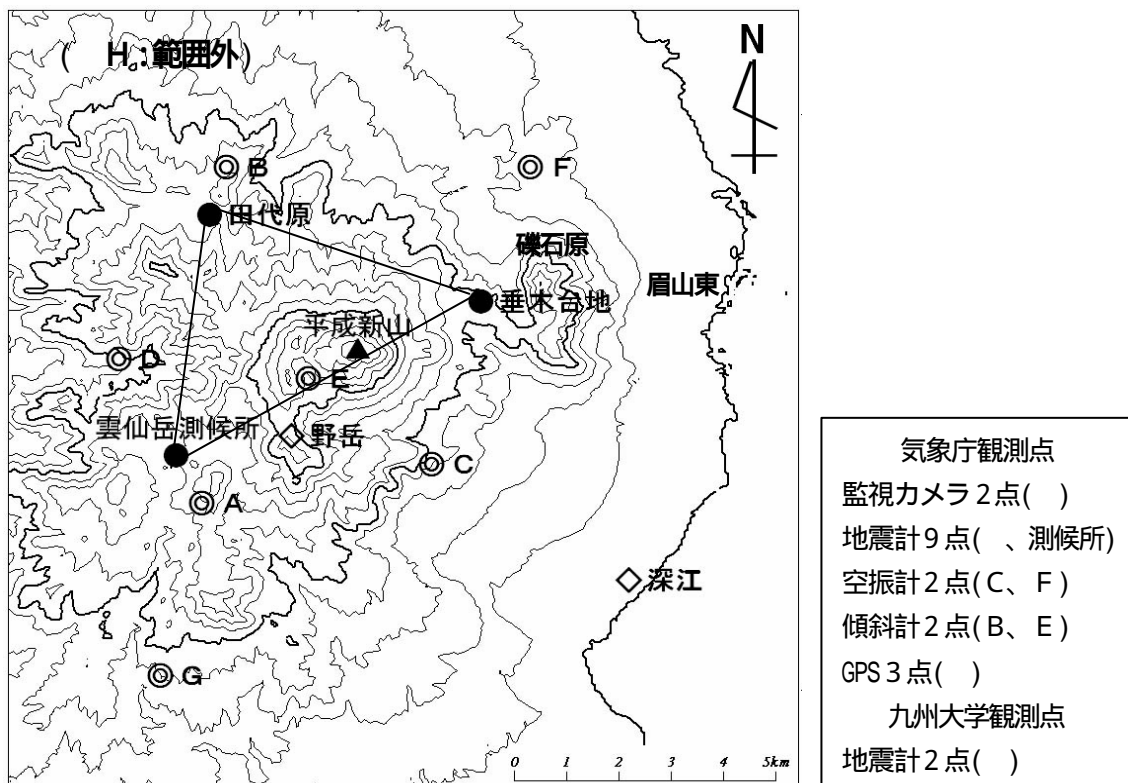 ( H :範囲外)
N
B
F
田代原
礫石原
眉山東
垂木台地
平成新山
D
E
雲仙岳測候所
野岳
C
A
深江
G
0 1 2 3 4 5km
気象庁観測点
監視カメラ2点( )
地震計9点( 、測候所)
空振計2点(C、F)
傾斜計2点(B、E)
GPS3点( )
九州大学観測点
地震計2点( )